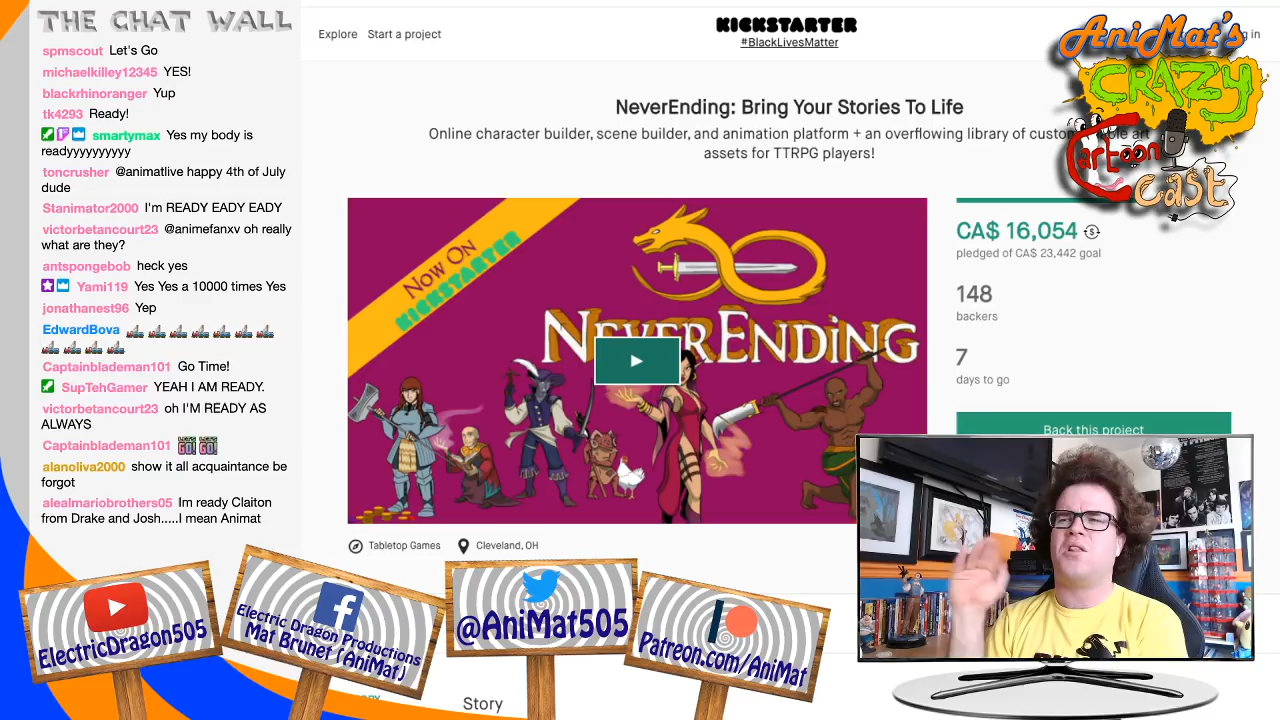 THE CHAT WALL
spmscout Let's Go
michaelkilley12345 YES!
blackrhinoranger Yup
tk4293 Ready!
smartymax Yes my body is
readyyyyyyyyy
toncrusher @animatlive happy 4th of July
dude
Stanimator2000 I'm READY EADY EADY
victorbetancourt23 @animefanxv oh really
what are they?
antspongebob heck yes
Yami119 Yes Yes a 10000 times Yes
jonathanest96 Yep
EdwardBova
Captainblademan101 Go Time!
SupTehGamer YEAH I AM READY.
victorbetancourt23 oh I'M READY AS
ALWAYS
Captainblademan101
alanoliva2000 show it all acquaintance be
forgot
alealmariobrothers05 Im ready Claiton
from Drake and Josh.....I mean Animat
Explore Start a project
KICKSTARTER
#BlackLivesMatter
in
AniMat's
CRAZY
Cartoon
Cast
NeverEnding: Bring Your Stories To Life
Online character builder, scene builder, and animation platform + an overflowing library of art
assets for TTRPG players!
Now On
KICKSTARTER
NEVERENDING
CA$ 16,054
pledged of CA$ 23,442 goal
148
backers
7
days to go
Back this project
Tabletop Games Cleveland, OH
ElectricDragon505
Electric Dragon Productions
Mat Brunet (AniMat)
@AniMat505
Patreon.com/AniMat
Story